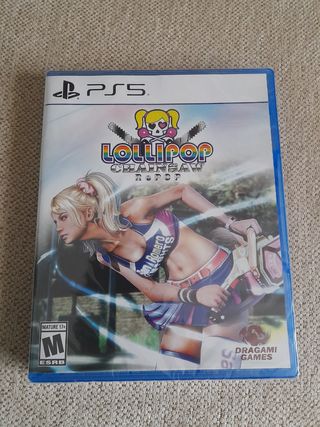 PS5
LOLLIPOP
CHAINSAW
RePOP
MATURE 17+
M
ESRB
DRAGAMI
GAMES